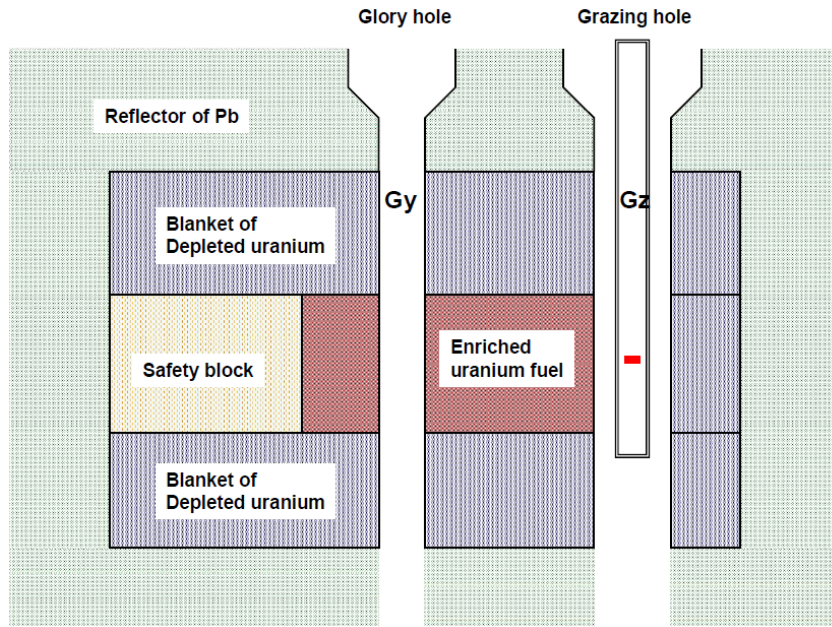 Glory hole
Grazing hole
Reflector of Pb
Gy
Gz
Blanket of
Depleted uranium
Safety block
Enriched
uranium fuel
Blanket of
Depleted uranium